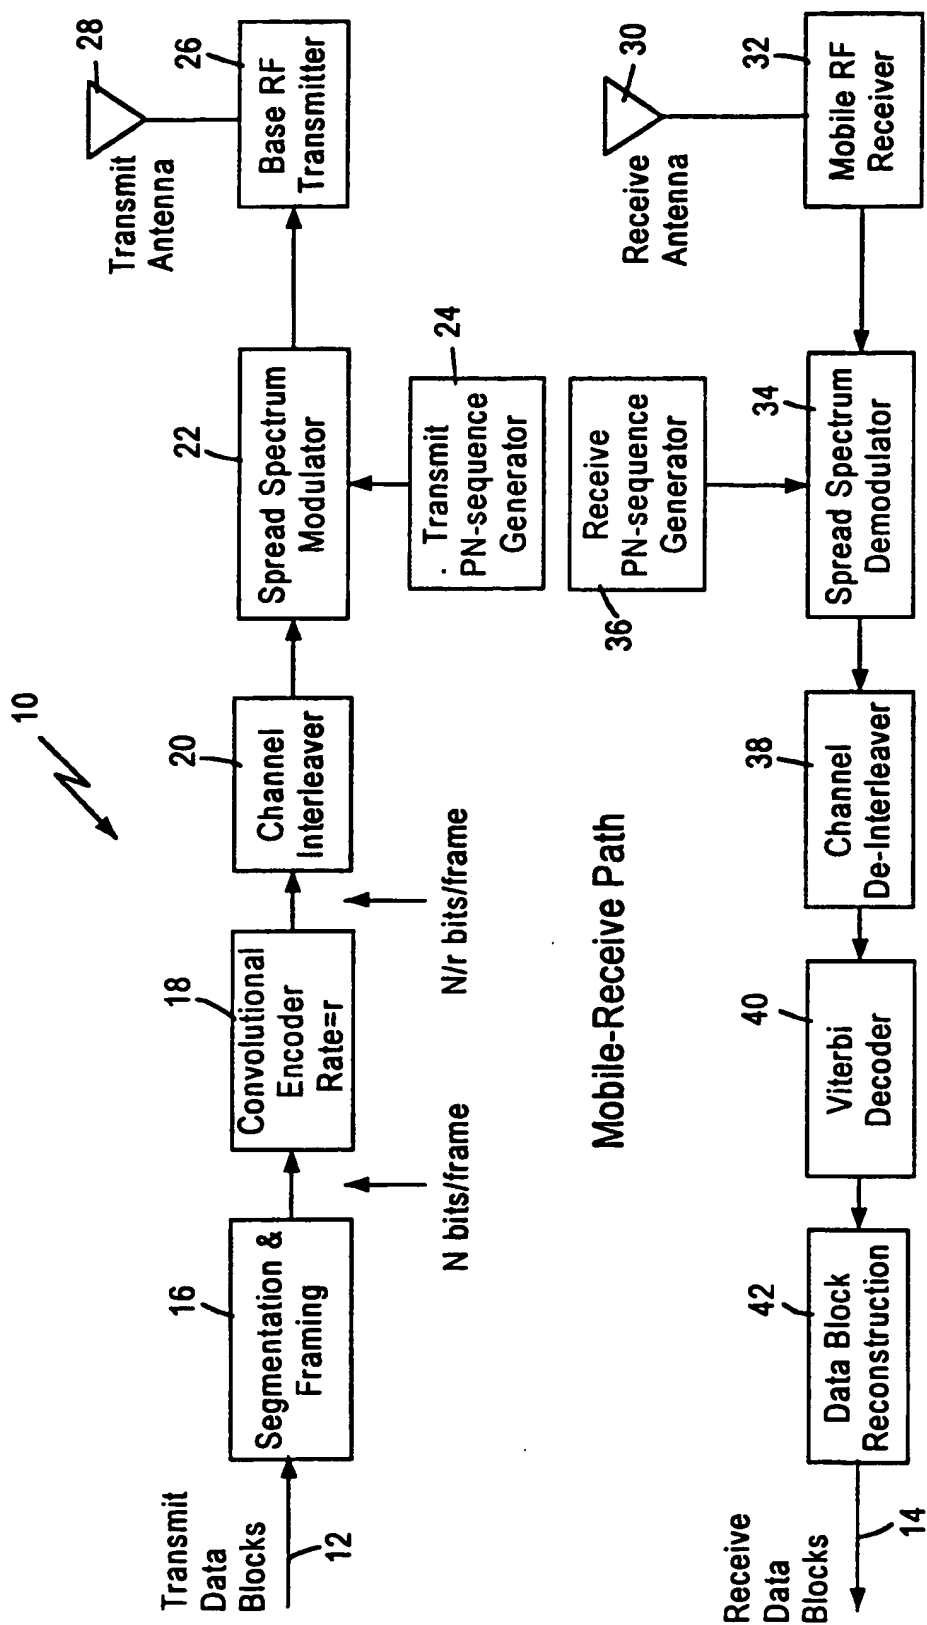 10
Transmit
Data
Blocks
12
16
Segmentation &
Framing
N bits/frame
18
Convolutional
Encoder
Rate=r
N/r bits/frame
20
Channel
Interleaver
22
Spread Spectrum
Modulator
24
Transmit
PN-sequence
Generator
26
Base RF
Transmitter
28
Transmit
Antenna
Mobile-Receive Path
30
Receive
Antenna
32
Mobile RF
Receiver
34
Spread Spectrum
Demodulator
36
Receive
PN-sequence
Generator
38
Channel
De-Interleaver
40
Viterbi
Decoder
42
Data Block
Reconstruction
14
Receive
Data
Blocks